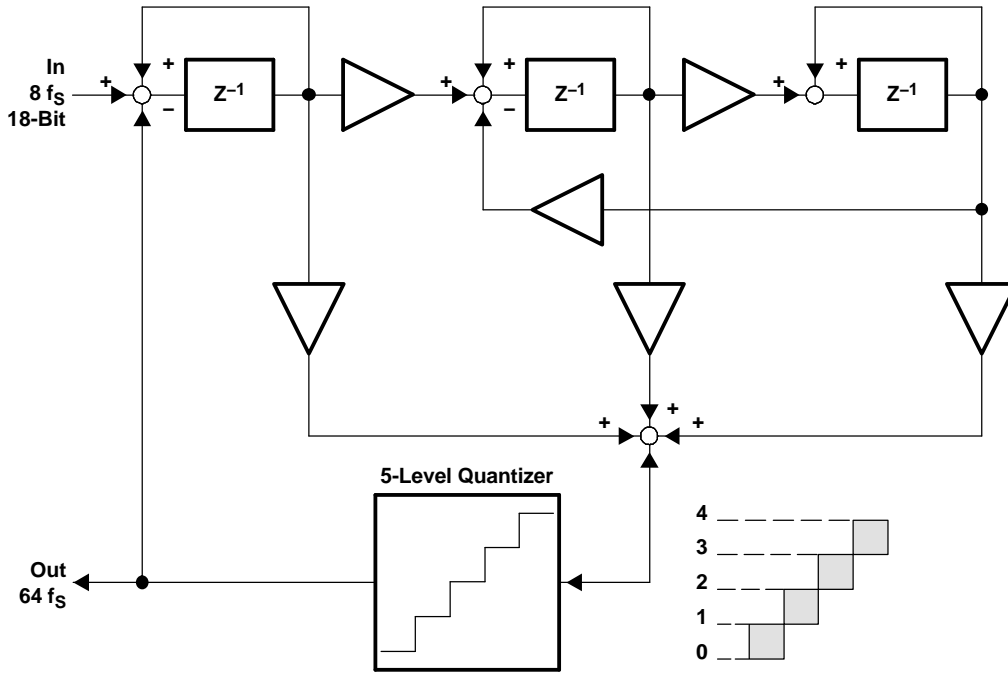 In
8 fS
18-Bit
+
+
−
Z−1
+
+
−
Z−1
+
+
Z−1
+
+
+
5-Level Quantizer
Out
64 fS
4
3
2
1
0